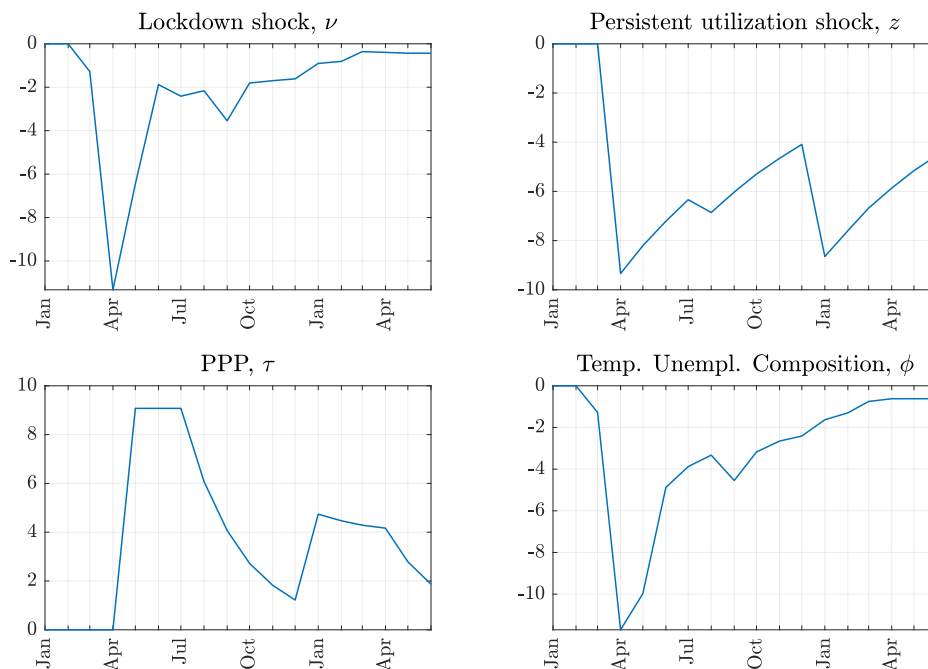 Lockdown shock, ν
0
-2
-4
-6
-8
-10
Jan
Apr
Jul
Oct
Jan
Apr
Persistent utilization shock, z
0
-2
-4
-6
-8
-10
Jan
Apr
Jul
Oct
Jan
Apr
PPP, τ
10
8
6
4
2
0
Jan
Apr
Jul
Oct
Jan
Apr
Temp. Unempl. Composition, ϕ
0
-2
-4
-6
-8
-10
Jan
Apr
Jul
Oct
Jan
Apr